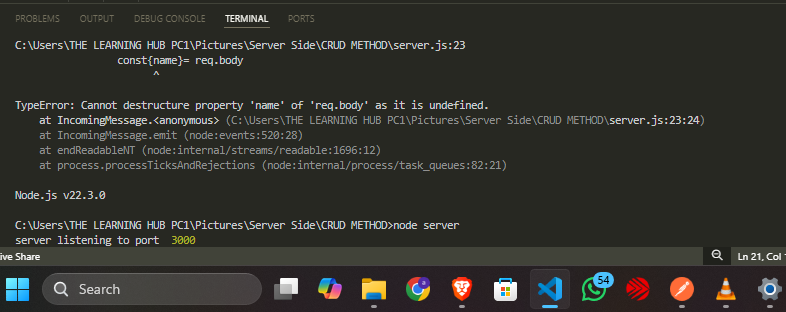 PROBLEMS OUTPUT DEBUG CONSOLE TERMINAL PORTS
C:\Users\THE LEARNING HUB PC1\Pictures\Server Side\CRUD METHOD\server.js:23
const{name}= req.body
^
TypeError: Cannot destructure property 'name' of 'req.body' as it is undefined.
at IncomingMessage.<anonymous> (C:\Users\THE LEARNING HUB PC1\Pictures\Server Side\CRUD METHOD\server.js:23:24)
at IncomingMessage.emit (node:events:520:28)
at endReadableNT (node:internal/streams/readable:1696:12)
at process.processTicksAndRejections (node:internal/process/task_queues:82:21)
Node.js v22.3.0
C:\Users\THE LEARNING HUB PC1\Pictures\Server Side\CRUD METHOD>node server
server listening to port 3000
ive Share Ln 21, Col
Search 54